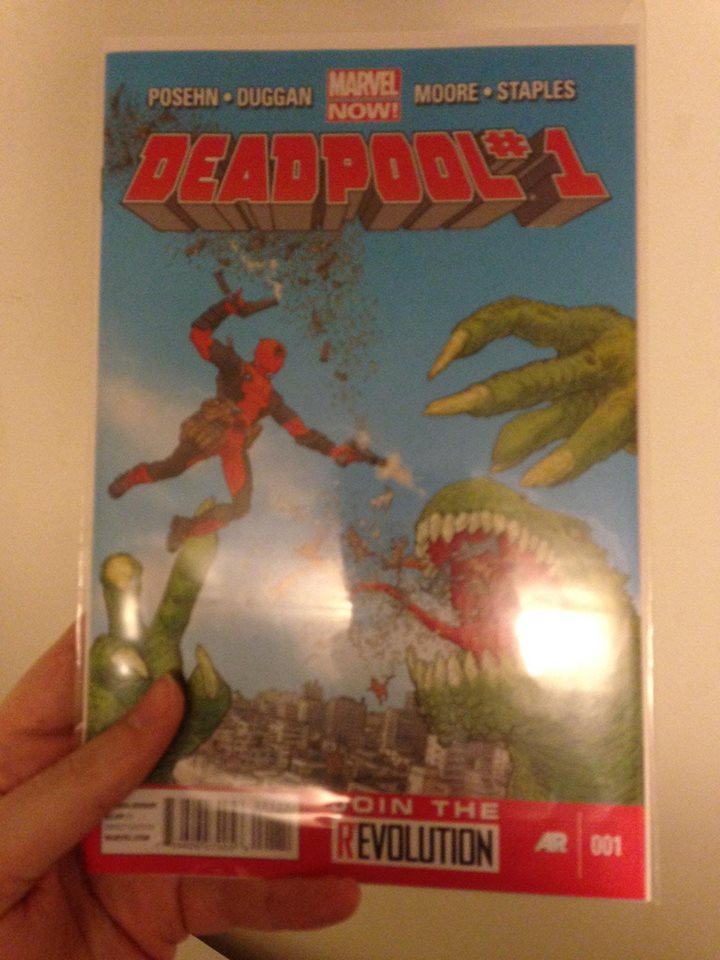 POSEHN • DUGGAN
MARVEL
NOW!
MOORE • STAPLES
DEADPOOL #1
JOIN THE
REVOLUTION
AR
001